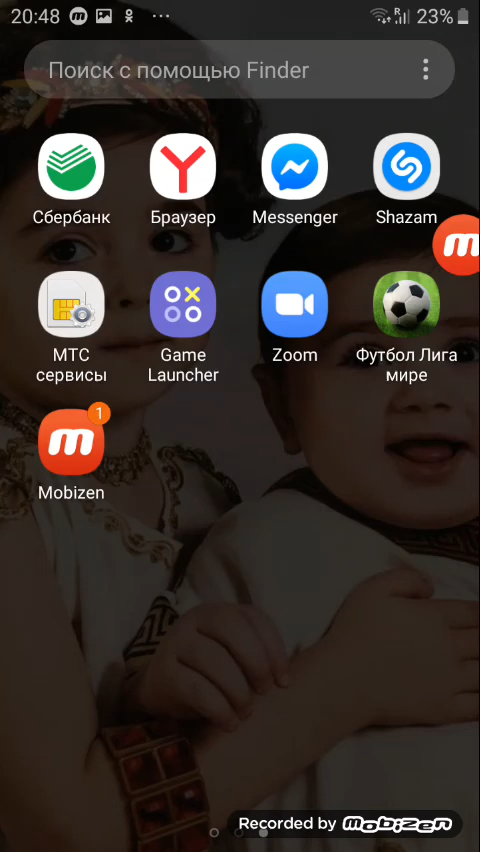 20:48
R
23%
Поиск с помощью Finder
Сбербанк
Браузер
Messenger
Shazam
m
МТС
сервисы
Game
Launcher
Zoom
Футбол Лига
мире
1
m
Mobizen
Recorded by mobizen